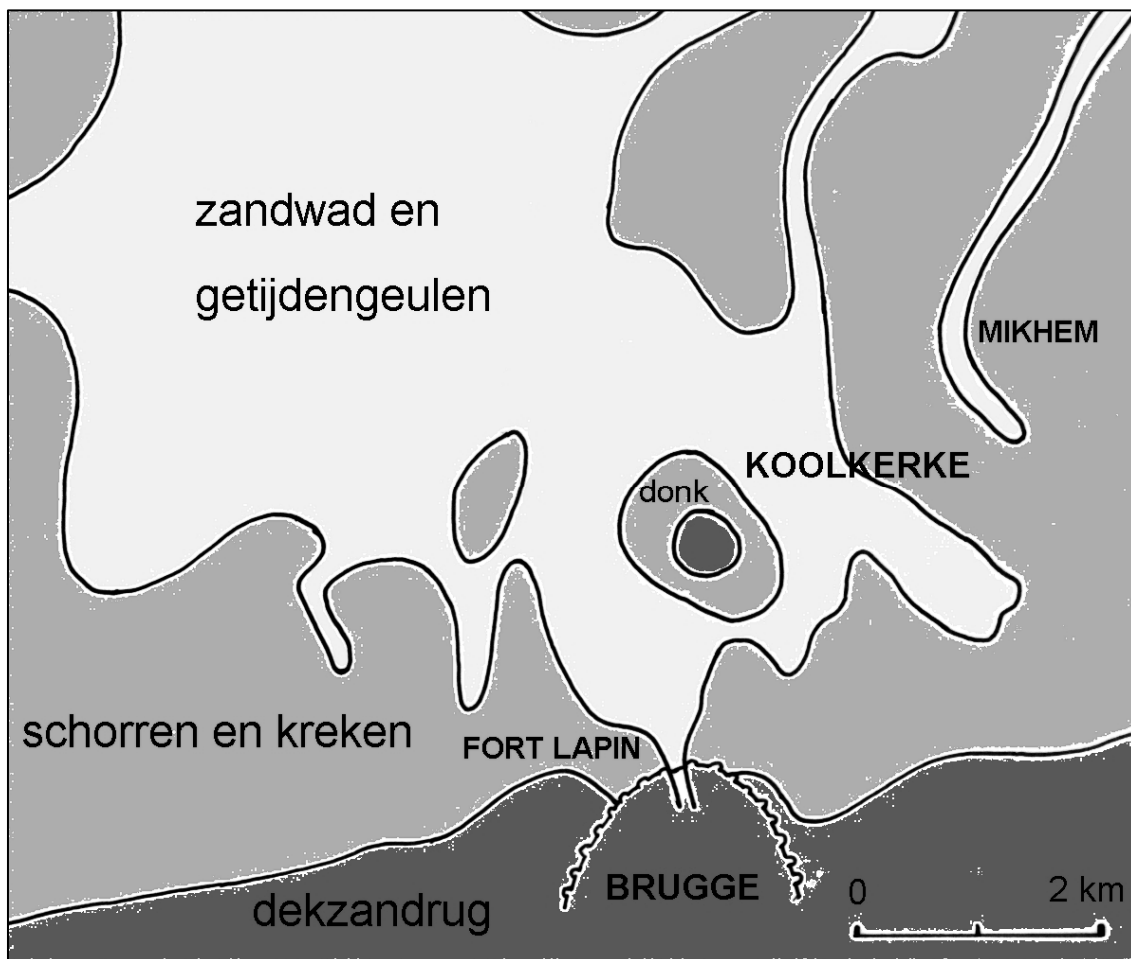 zandwad en
getijdengeulen
MIKHEM
KOOLKERKE
donk
schorren en kreken
FORT LAPIN
BRUGGE
dekzandrug
0 2 km